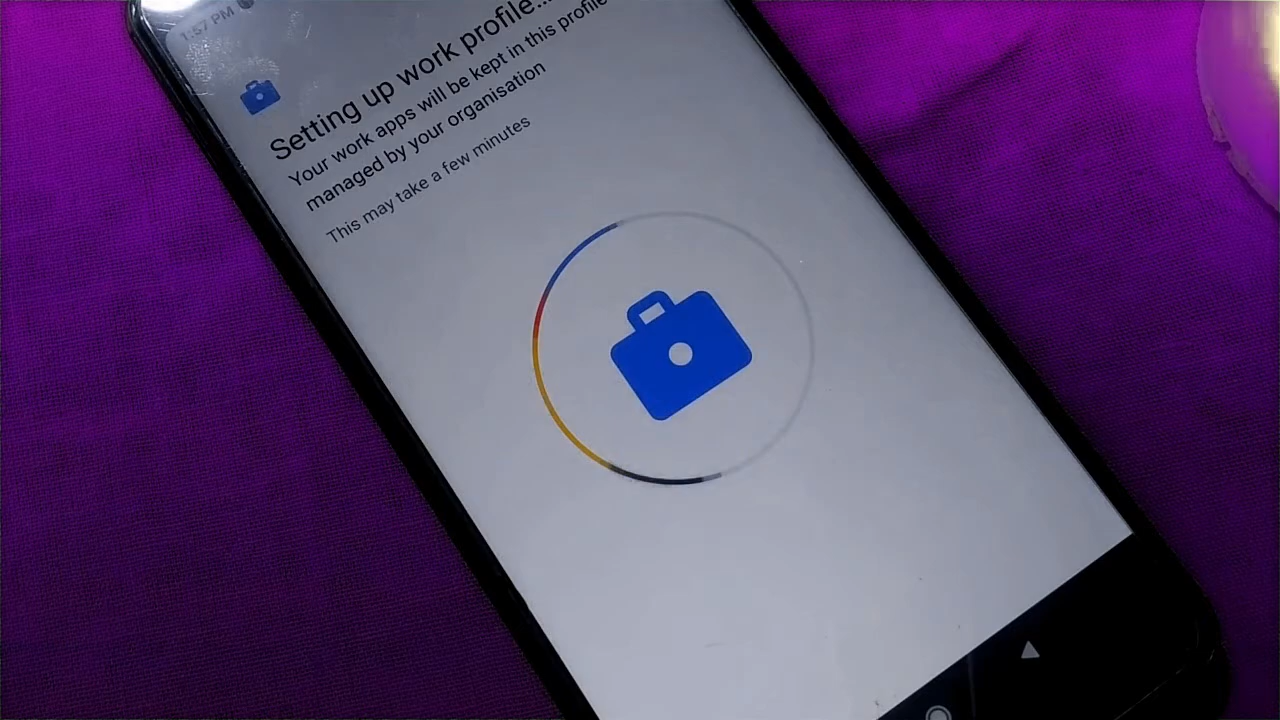 1:57 PM
Setting up work profile...
Your work apps will be kept in this profile
managed by your organisation
This may take a few minutes